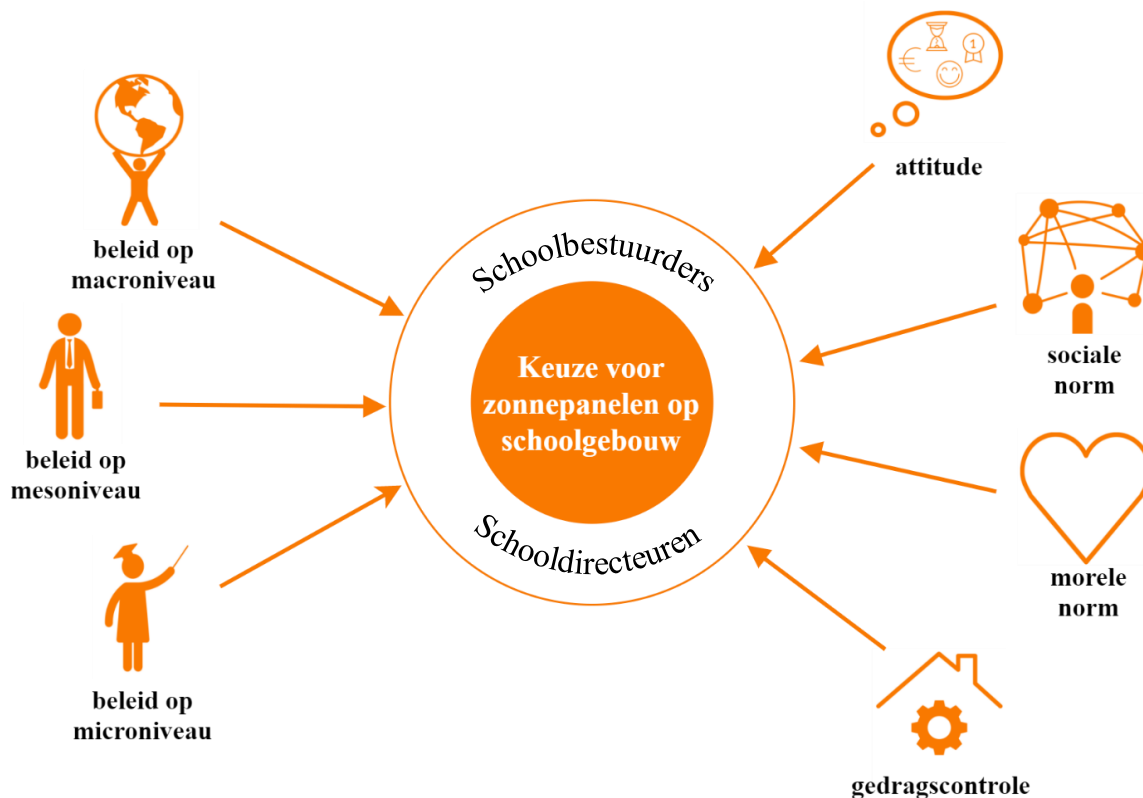 beleid op
macroniveau
beleid op
mesoniveau
beleid op
microniveau
Schoolbestuurders
Keuze voor
zonnepanelen op
schoolgebouw
Schooldirecteuren
€
1
attitude
sociale
norm
morele
norm
gedragscontrole